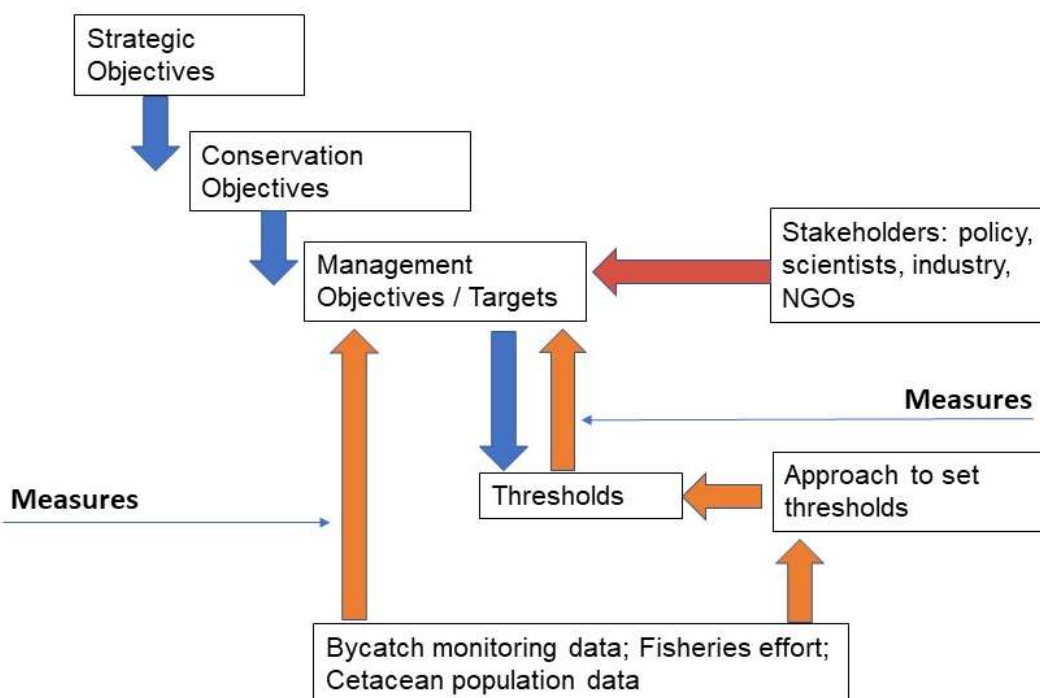 Strategic
Objectives
Conservation
Objectives
Management
Objectives / Targets
Stakeholders: policy,
scientists, industry,
NGOs
Measures
Thresholds
Approach to set
thresholds
Measures
Bycatch monitoring data; Fisheries effort;
Cetacean population data